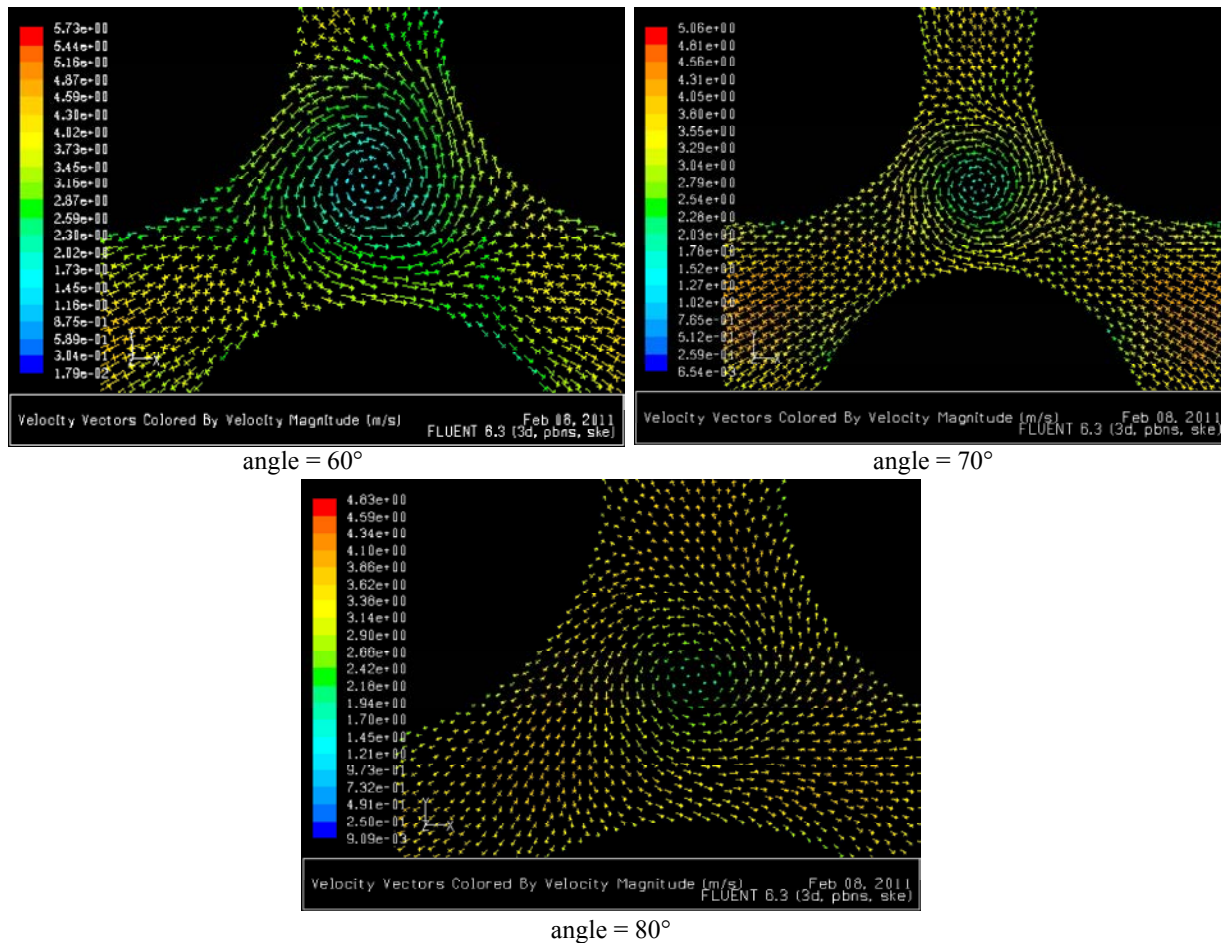 5.73e+00
5.44e+00
5.16e+00
4.87e+00
4.59e+00
4.30e+00
4.02e+00
3.73e+00
3.45e+00
3.16e+00
2.87e+00
2.59e+00
2.30e+00
2.02e+00
1.73e+00
1.45e+00
1.16e+00
8.75e-01
5.89e-01
3.04e-01
1.79e-02
Y
Z X
Velocity Vectors Colored By Velocity Magnitude (m/s)
Feb 08, 2011
FLUENT 6.3 (3d, pbns, ske)
angle = 60°
5.06e+00
4.81e+00
4.56e+00
4.31e+00
4.05e+00
3.80e+00
3.55e+00
3.29e+00
3.04e+00
2.79e+00
2.54e+00
2.28e+00
2.03e+00
1.78e+00
1.52e+00
1.27e+00
1.02e+00
7.65e-01
5.12e-01
2.59e-01
6.54e-03
Y
Z X
Velocity Vectors Colored By Velocity Magnitude (m/s)
Feb 08, 2011
FLUENT 6.3 (3d, pbns, ske)
angle = 70°
4.83e+00
4.59e+00
4.34e+00
4.10e+00
3.86e+00
3.62e+00
3.38e+00
3.14e+00
2.90e+00
2.66e+00
2.42e+00
2.18e+00
1.94e+00
1.70e+00
1.45e+00
1.21e+00
9.73e-01
7.32e-01
4.91e-01
2.50e-01
9.09e-03
Y
Z X
Velocity Vectors Colored By Velocity Magnitude (m/s)
Feb 08, 2011
FLUENT 6.3 (3d, pbns, ske)
angle = 80°